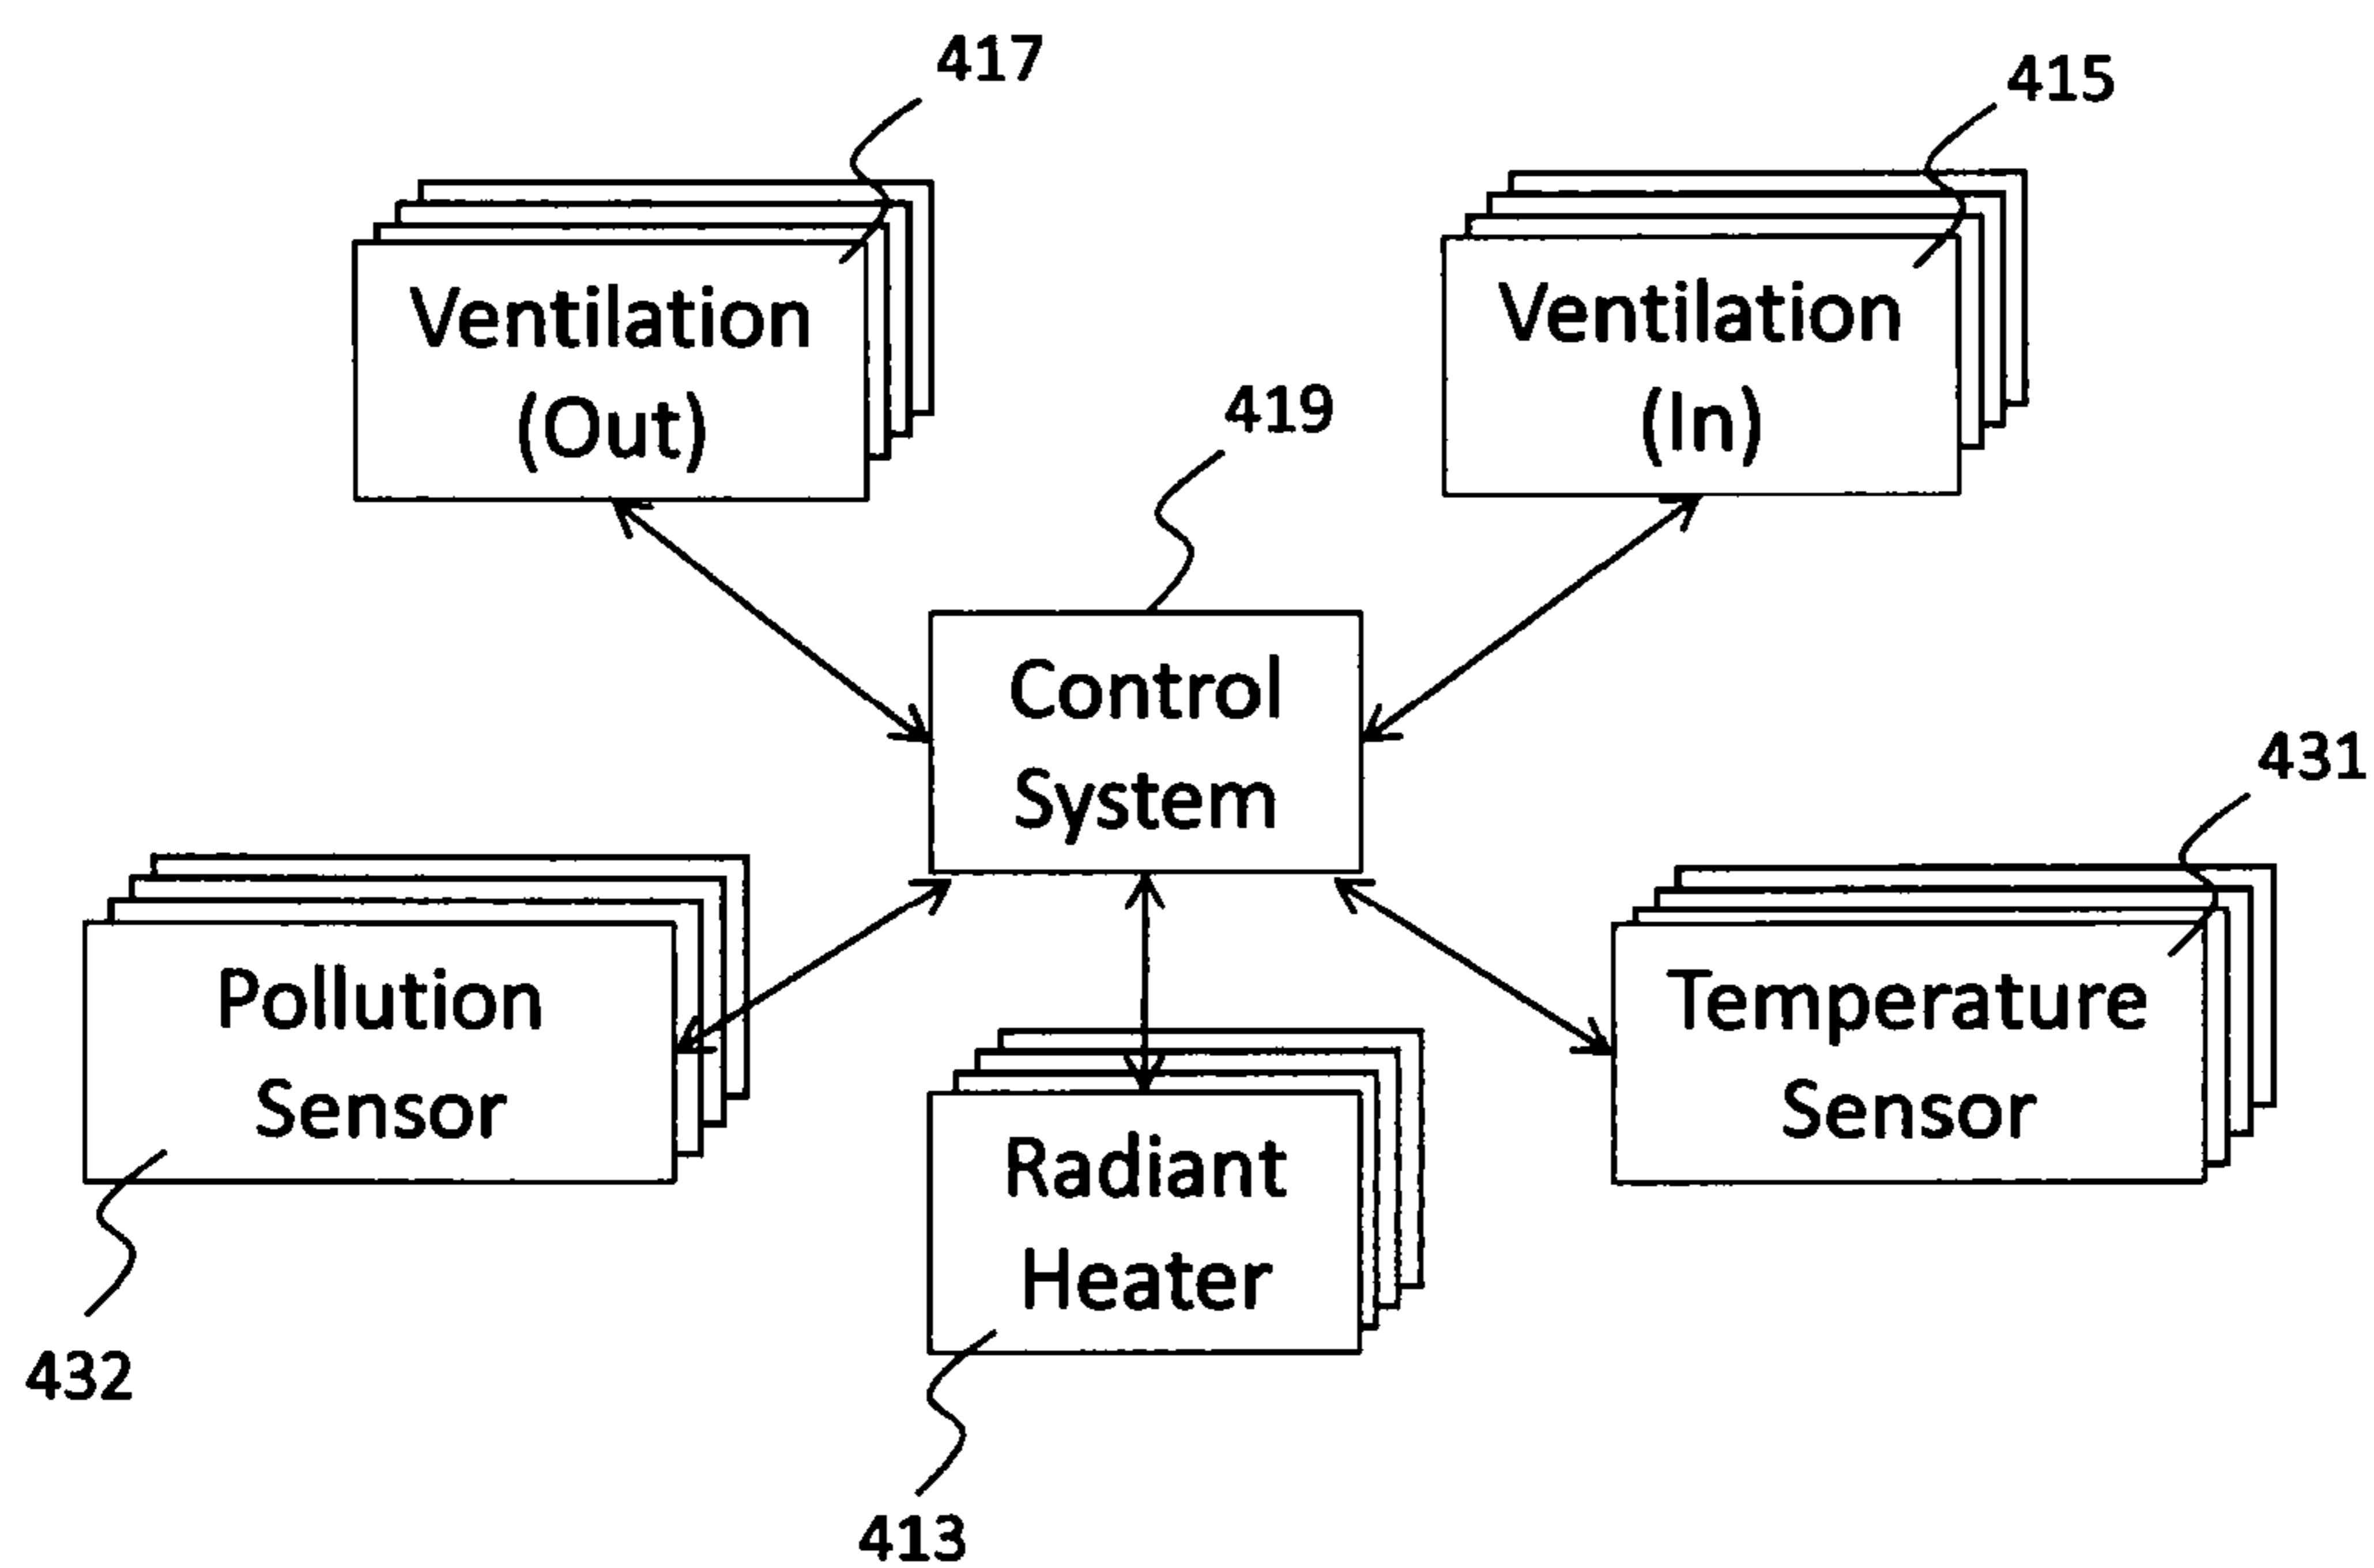 417
415
Ventilation
(Out)
Ventilation
(In)
419
Control
System
431
Pollution
Sensor
Temperature
Sensor
Radiant
Heater
432
413